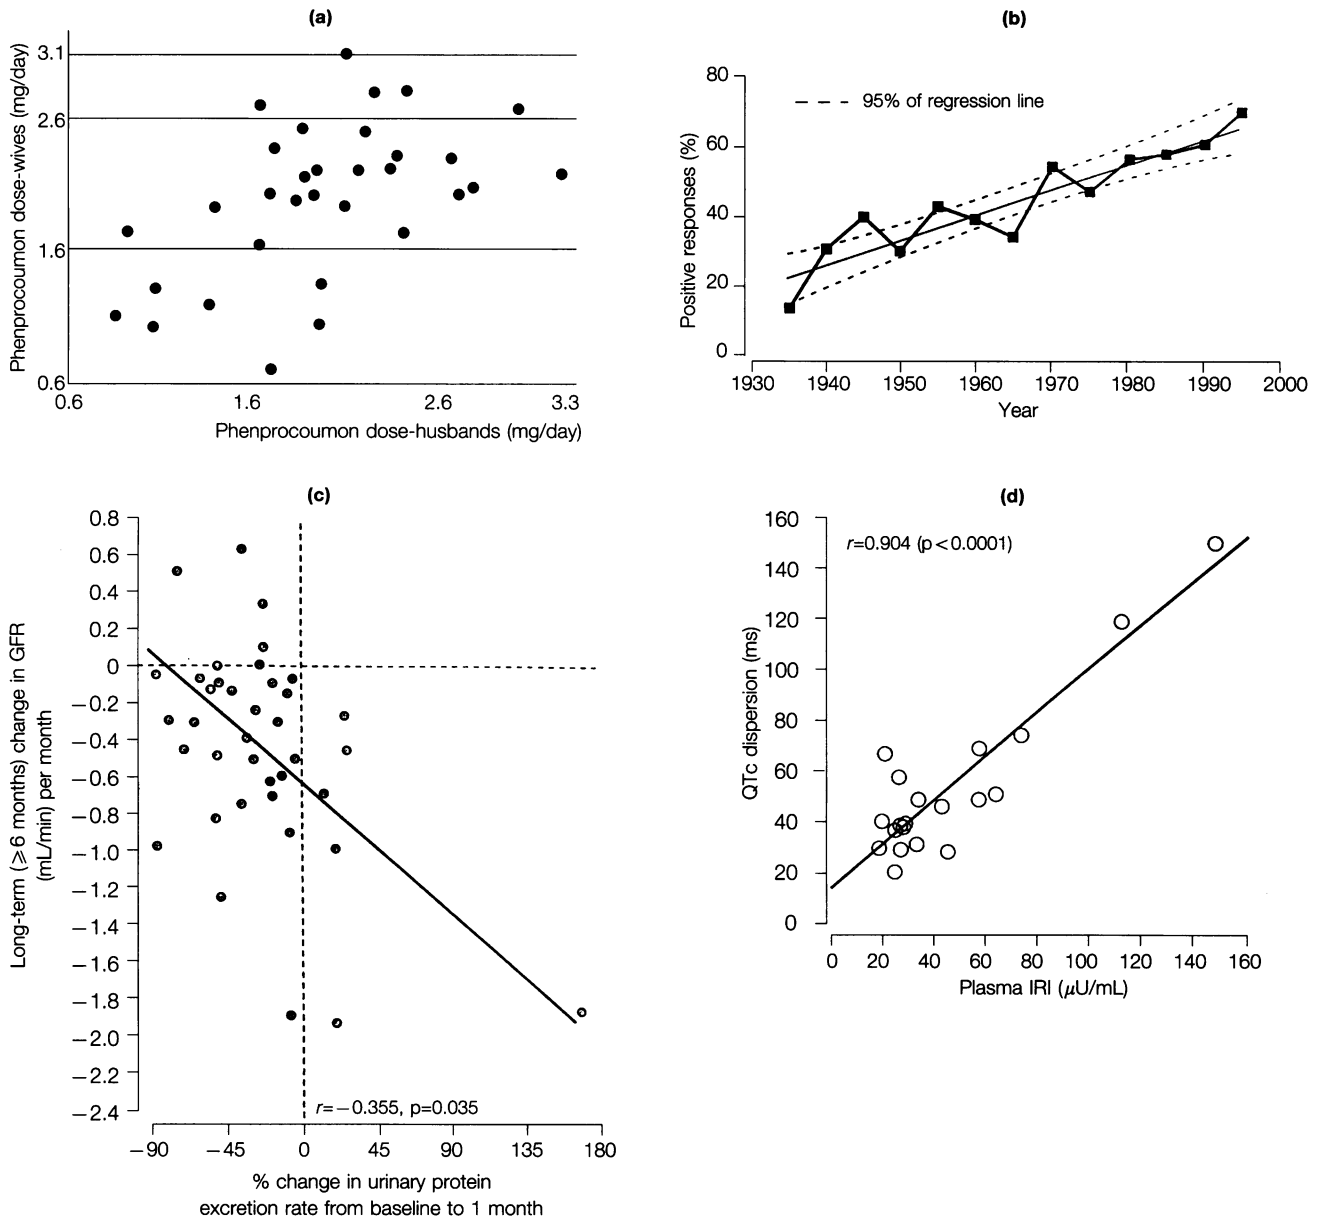 (a)
3.1
2.6
1.6
0.6
Phenprocoumon dose-wives (mg/day)
0.6 1.6 2.6 3.3
Phenprocoumon dose-husbands (mg/day)
(b)
80
60
40
20
0
Positive responses (%)
95% of regression line
1930 1940 1950 1960 1970 1980 1990 2000
Year
(c)
0.8
0.6
0.4
0.2
0
−0.2
−0.4
−0.6
−0.8
−1.0
−1.2
−1.4
−1.6
−1.8
−2.0
−2.2
−2.4
Long-term (⩾6 months) change in GFR
(mL/min) per month
r=−0.355, p=0.035
−90 −45 0 45 90 135 180
% change in urinary protein
excretion rate from baseline to 1 month
(d)
160
140
120
100
80
60
40
20
0
QTc dispersion (ms)
r=0.904 (p<0.0001)
0 20 40 60 80 100 120 140 160
Plasma IRI (μU/mL)